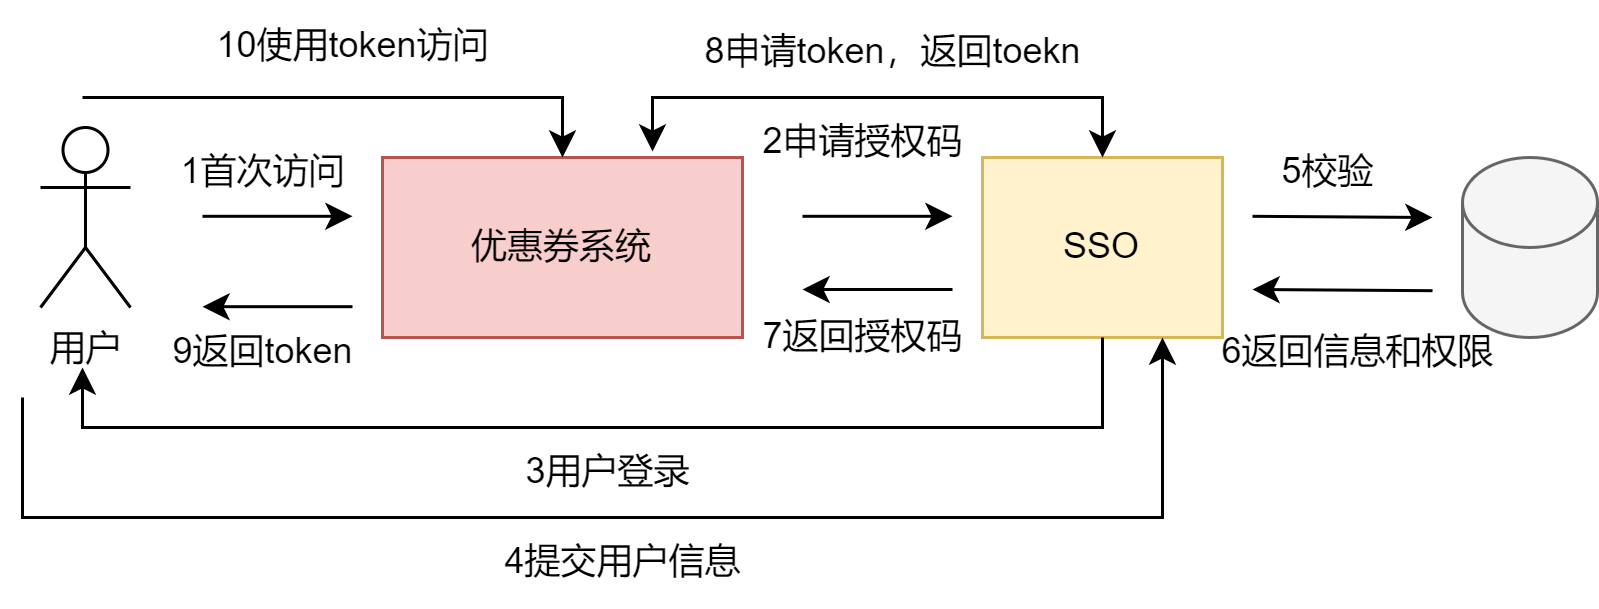 10使用token访问
8申请token，返回toekn
2申请授权码
1首次访问
5校验
优惠券系统
SSO
用户
9返回token
7返回授权码
6返回信息和权限
3用户登录
4提交用户信息